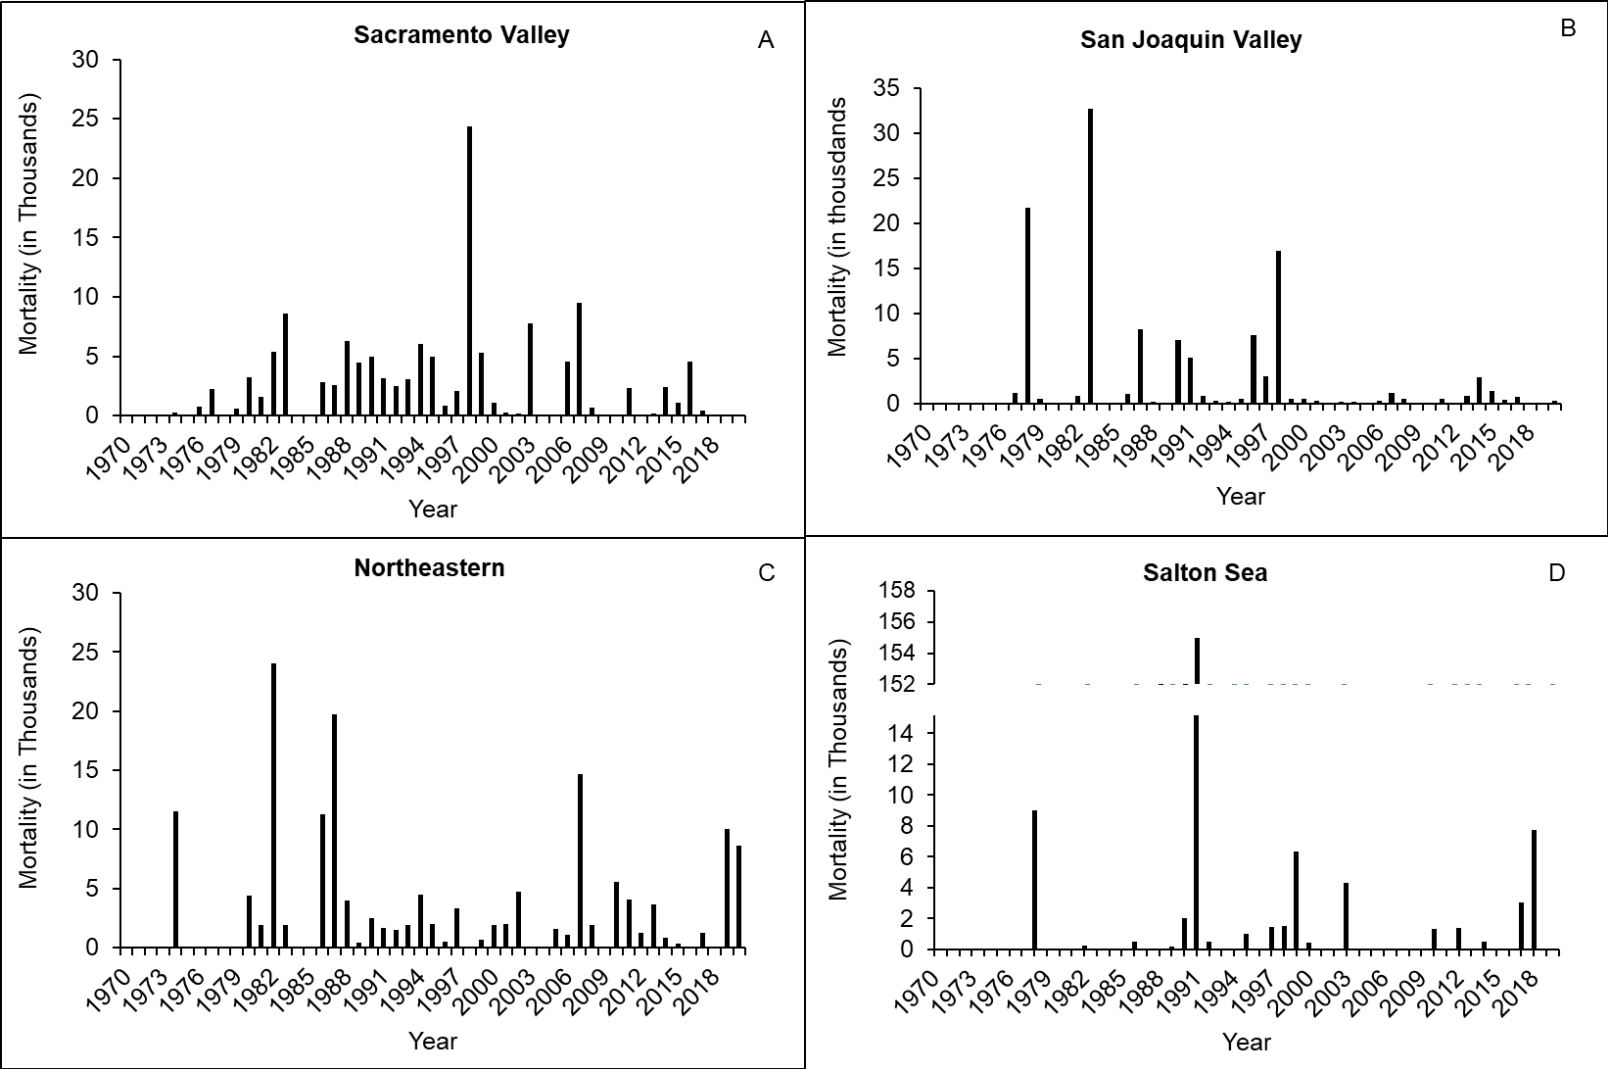 Sacramento Valley
A
Mortality (in Thousands)
30
25
20
15
10
5
0
1970 1973 1976 1979 1982 1985 1988 1991 1994 1997 2000 2003 2006 2009 2012 2015 2018
Year
San Joaquin Valley
B
Mortality (in thousdands
35
30
25
20
15
10
5
0
1970 1973 1976 1979 1982 1985 1988 1991 1994 1997 2000 2003 2006 2009 2012 2015 2018
Year
Northeastern
C
Mortality (in Thousands)
30
25
20
15
10
5
0
1970 1973 1976 1979 1982 1985 1988 1991 1994 1997 2000 2003 2006 2009 2012 2015 2018
Year
Salton Sea
D
Mortality (in Thousands)
158
156
154
152
14
12
10
8
6
4
2
0
1970 1973 1976 1979 1982 1985 1988 1991 1994 1997 2000 2003 2006 2009 2012 2015 2018
Year